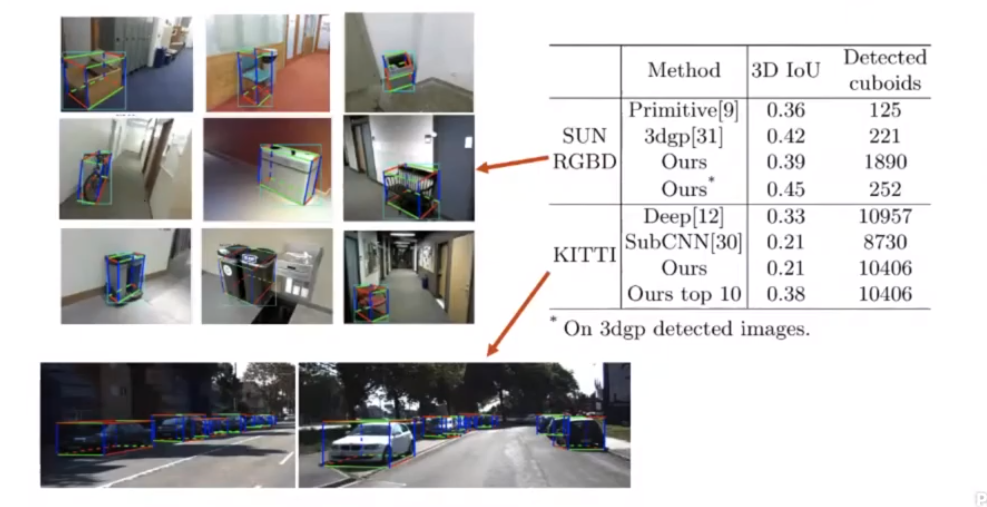 Method 3D IoU Detected cuboids
SUN RGBD
Primitive[9] 0.36 125
3dgp[31] 0.42 221
Ours 0.39 1890
Ours* 0.45 252
KITTI
Deep[12] 0.33 10957
SubCNN[30] 0.21 8730
Ours 0.21 10406
Ours top 10 0.38 10406
* On 3dgp detected images.